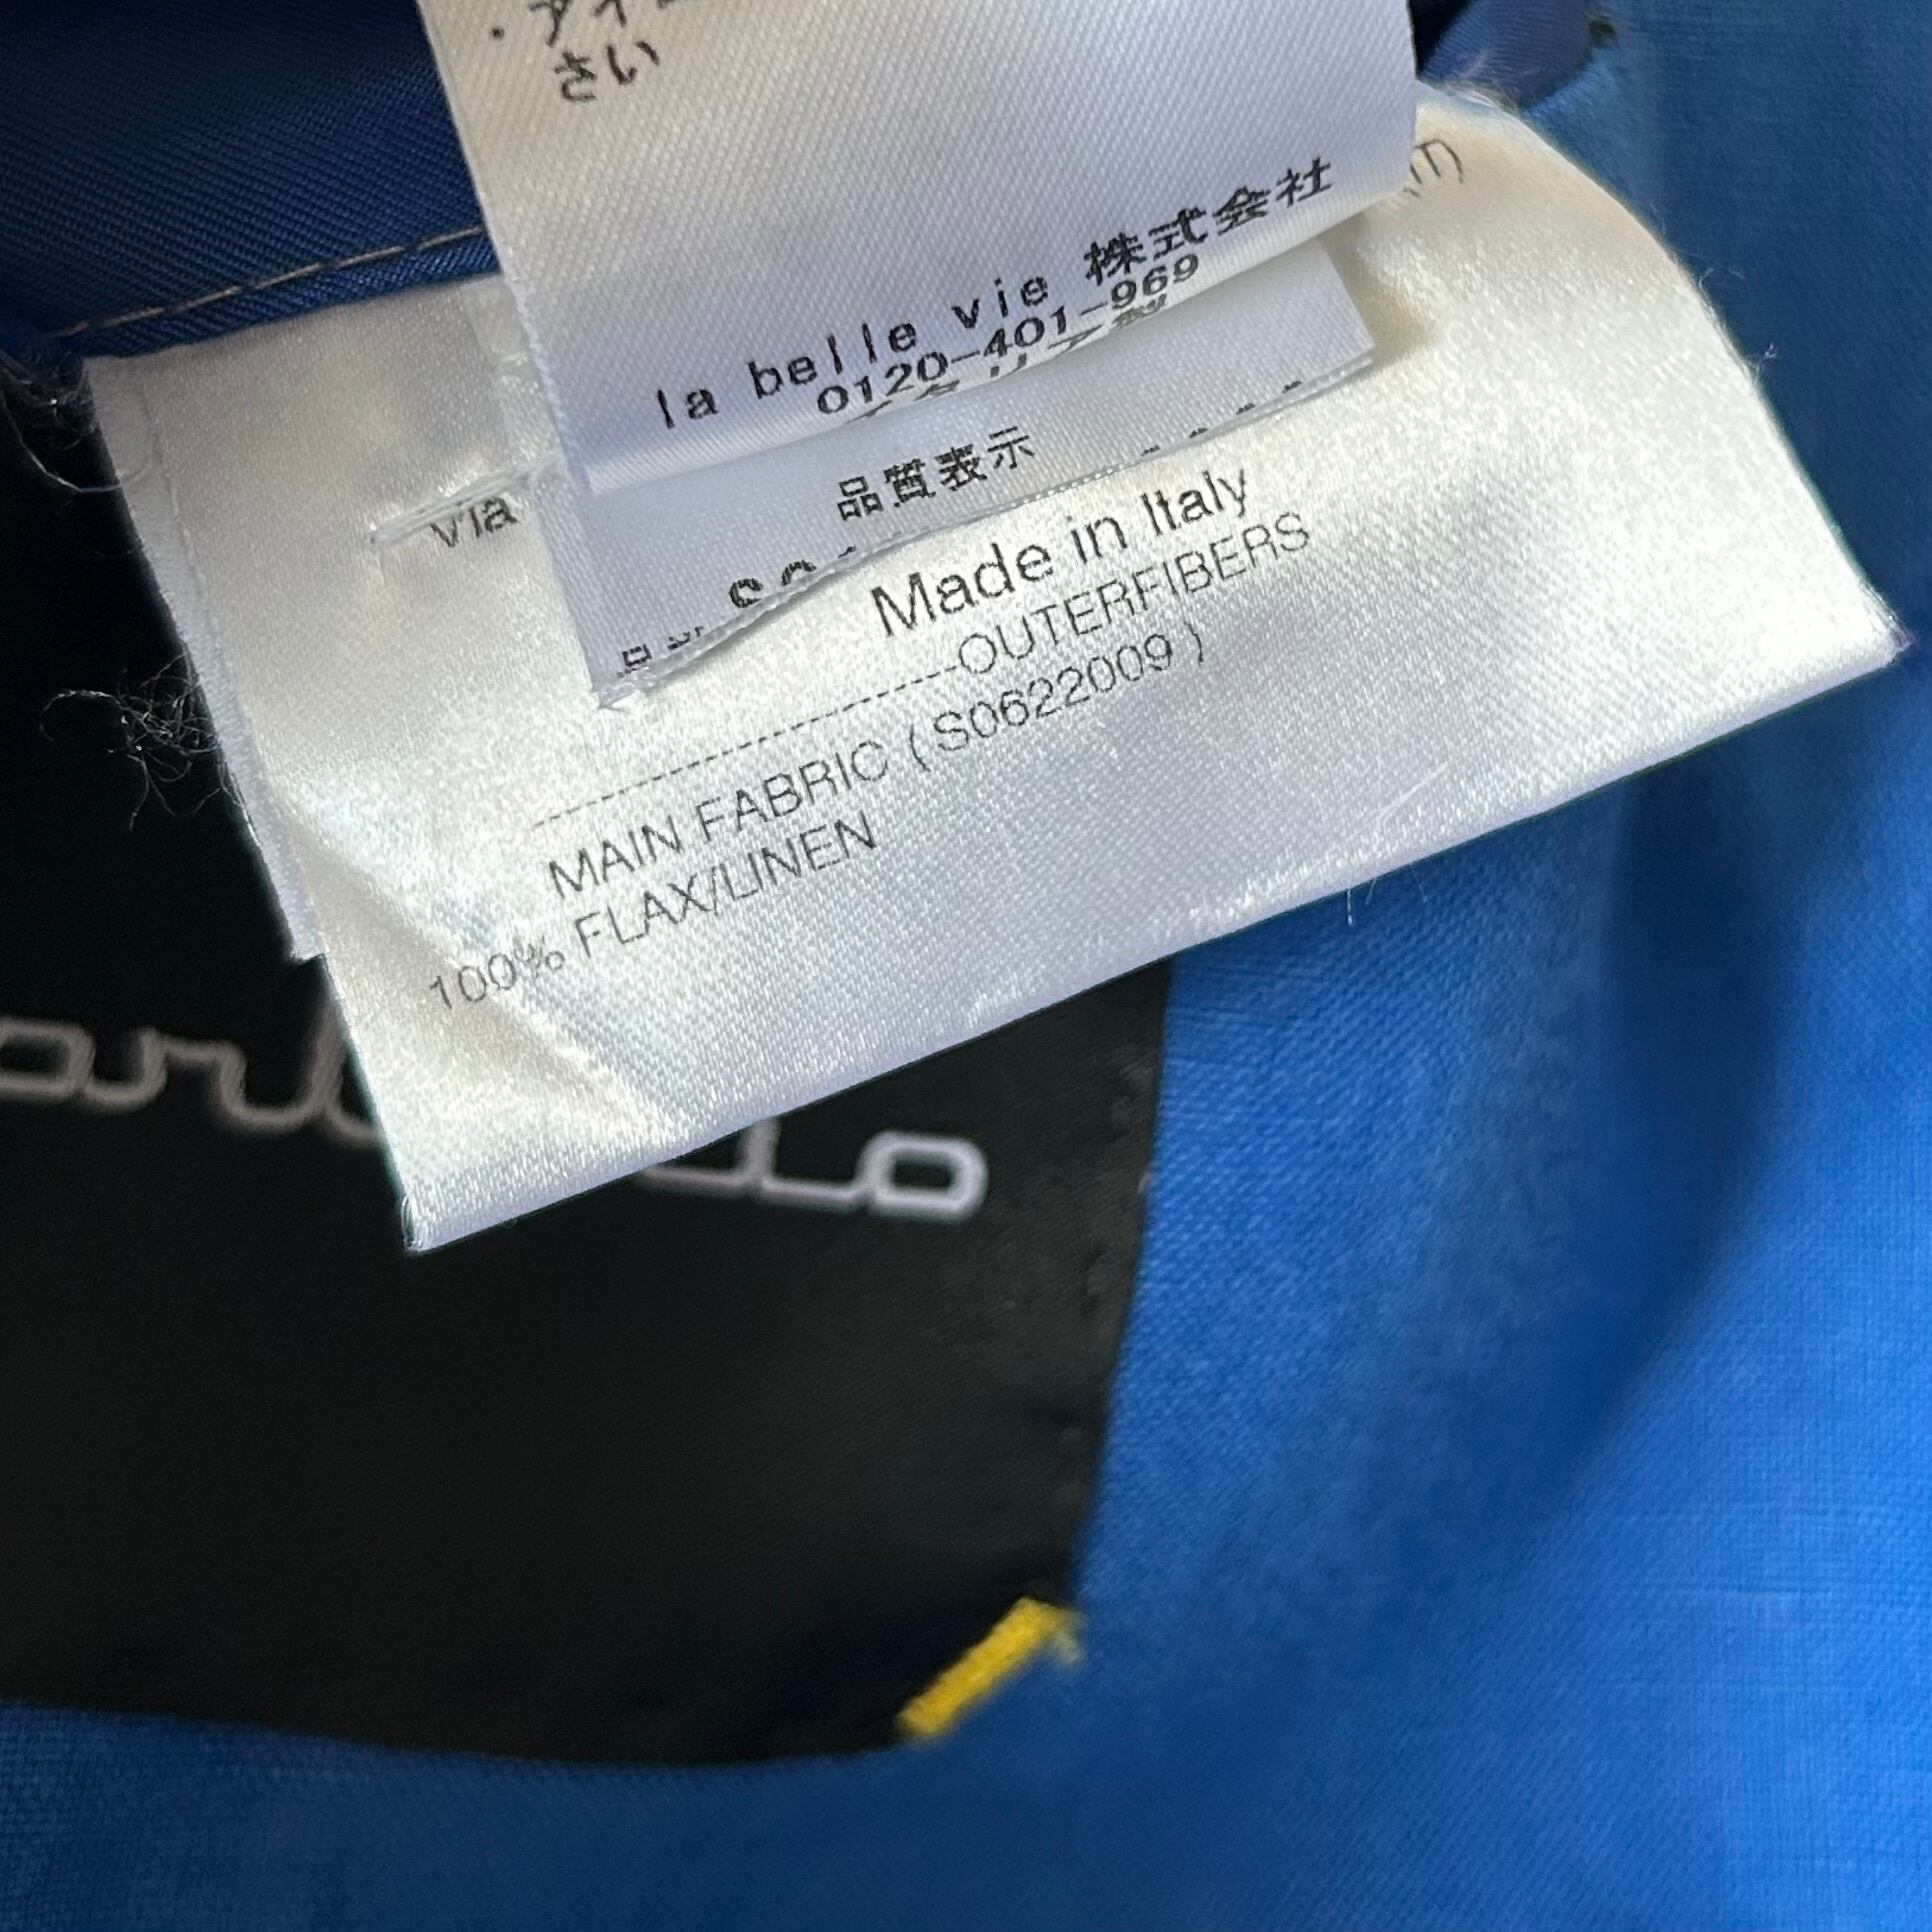 さい
la belle vie 株式会社
0120-401-969
品質表示
via
Made in Italy
OUTERFIBERS
MAIN FABRIC ( S0622009 )
100% FLAX/LINEN